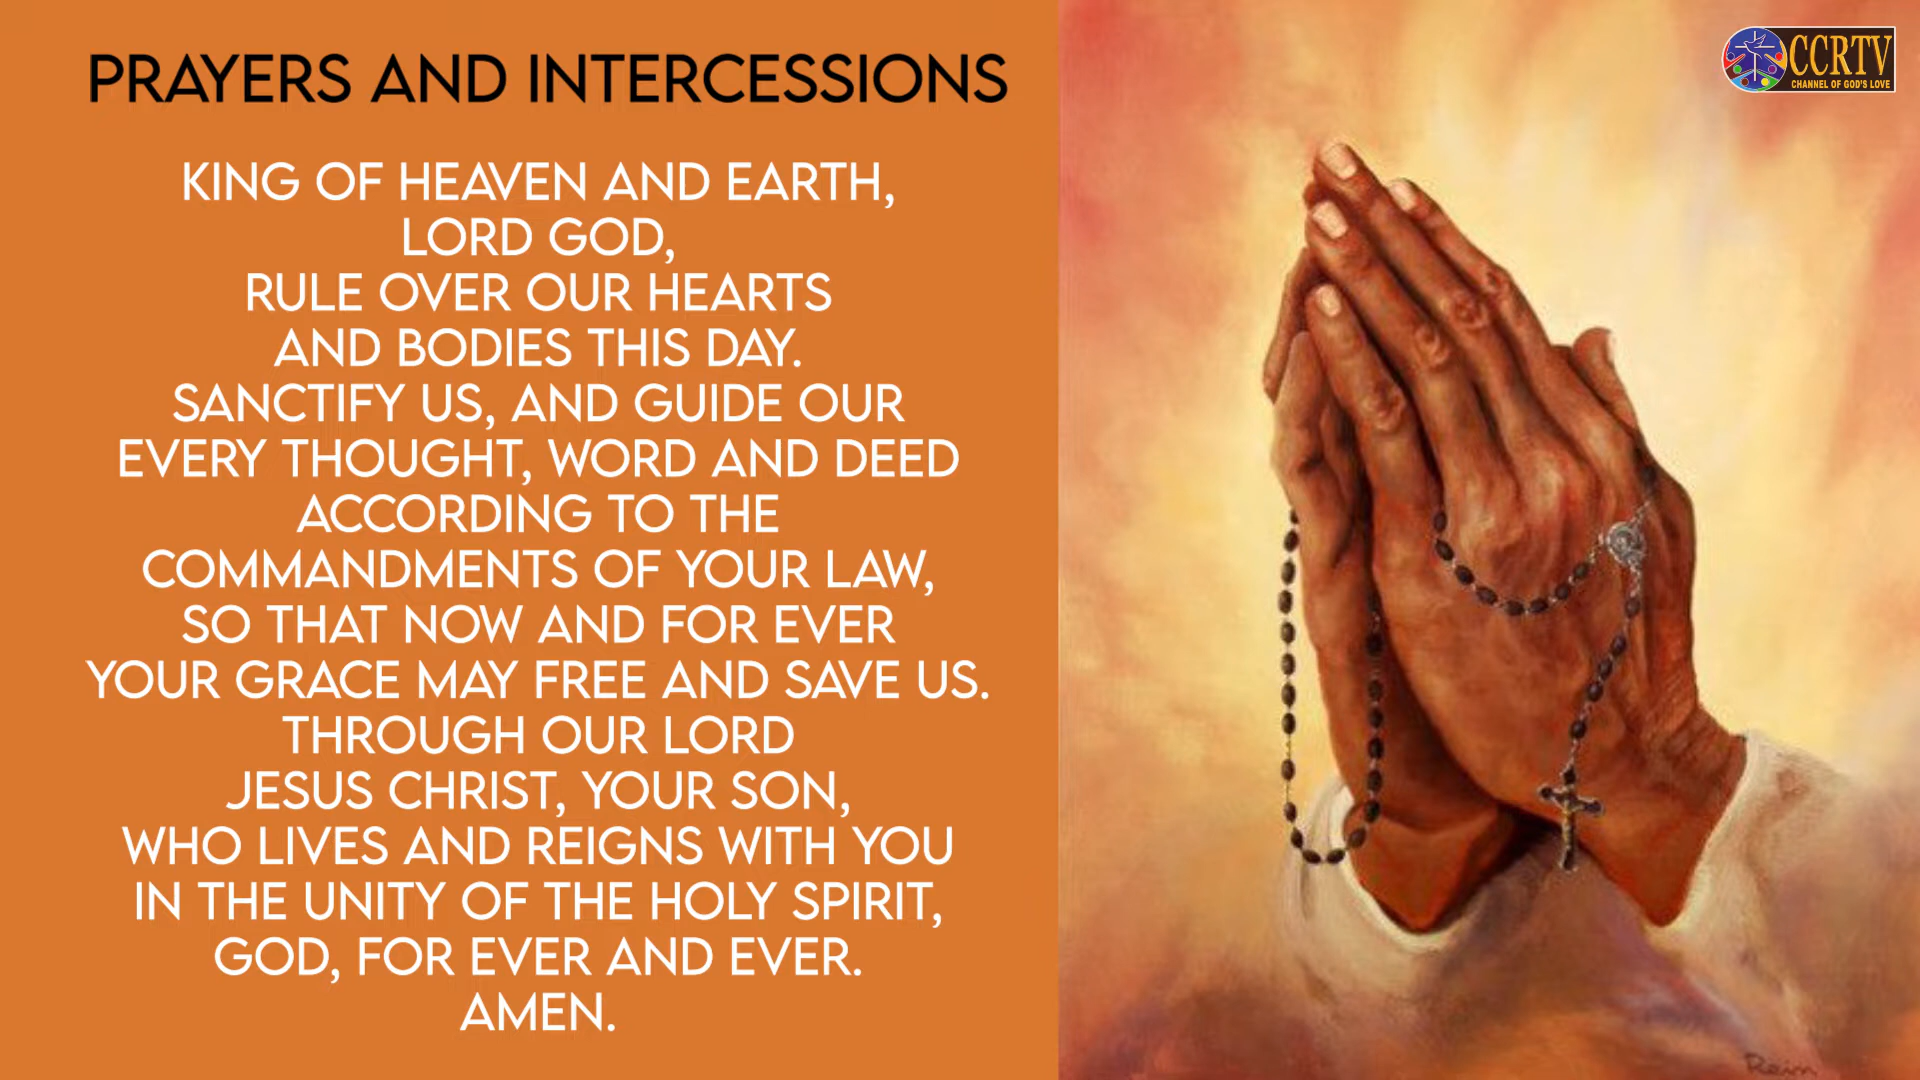 PRAYERS AND INTERCESSIONS
KING OF HEAVEN AND EARTH,
LORD GOD,
RULE OVER OUR HEARTS
AND BODIES THIS DAY.
SANCTIFY US, AND GUIDE OUR
EVERY THOUGHT, WORD AND DEED
ACCORDING TO THE
COMMANDMENTS OF YOUR LAW,
SO THAT NOW AND FOR EVER
YOUR GRACE MAY FREE AND SAVE US.
THROUGH OUR LORD
JESUS CHRIST, YOUR SON,
WHO LIVES AND REIGNS WITH YOU
IN THE UNITY OF THE HOLY SPIRIT,
GOD, FOR EVER AND EVER.
AMEN.
CCRTV
CHANNEL OF GOD'S LOVE